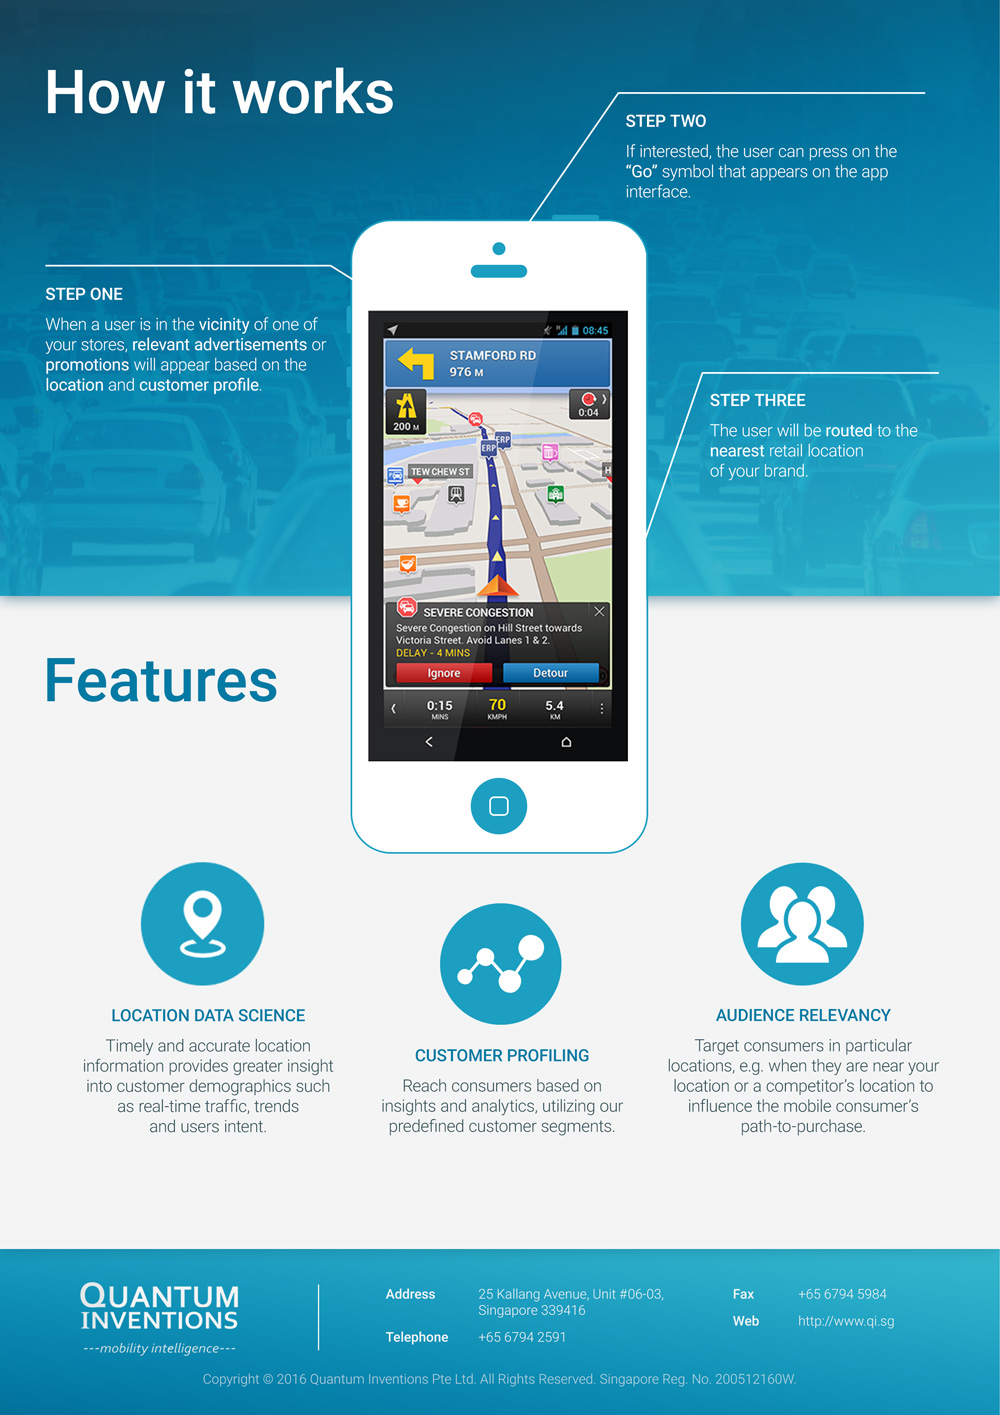 How it works
STEP TWO
If interested, the user can press on the
“Go” symbol that appears on the app
interface.
STEP ONE
When a user is in the vicinity of one of
your stores, relevant advertisements or
promotions will appear based on the
location and customer profile.
STEP THREE
The user will be routed to the
nearest retail location
of your brand.
08:45
STAMFORD RD
976 M
200 M
0:04
ERP
ERP
TEW CHEW ST
H
SEVERE CONGESTION
Severe Congestion on Hill Street towards
Victoria Street. Avoid Lanes 1 & 2.
DELAY - 4 MINS
Ignore
Detour
0:15
MINS
70
KMPH
5.4
KM
Features
LOCATION DATA SCIENCE
Timely and accurate location
information provides greater insight
into customer demographics such
as real-time traffic, trends
and users intent.
CUSTOMER PROFILING
Reach consumers based on
insights and analytics, utilizing our
predefined customer segments.
AUDIENCE RELEVANCY
Target consumers in particular
locations, e.g. when they are near your
location or a competitor’s location to
influence the mobile consumer’s
path-to-purchase.
QUANTUM
INVENTIONS
---mobility intelligence---
Address 25 Kallang Avenue, Unit #06-03,
Singapore 339416
Telephone +65 6794 2591
Fax +65 6794 5984
Web http://www.qi.sg
Copyright © 2016 Quantum Inventions Pte Ltd. All Rights Reserved. Singapore Reg. No. 200512160W.